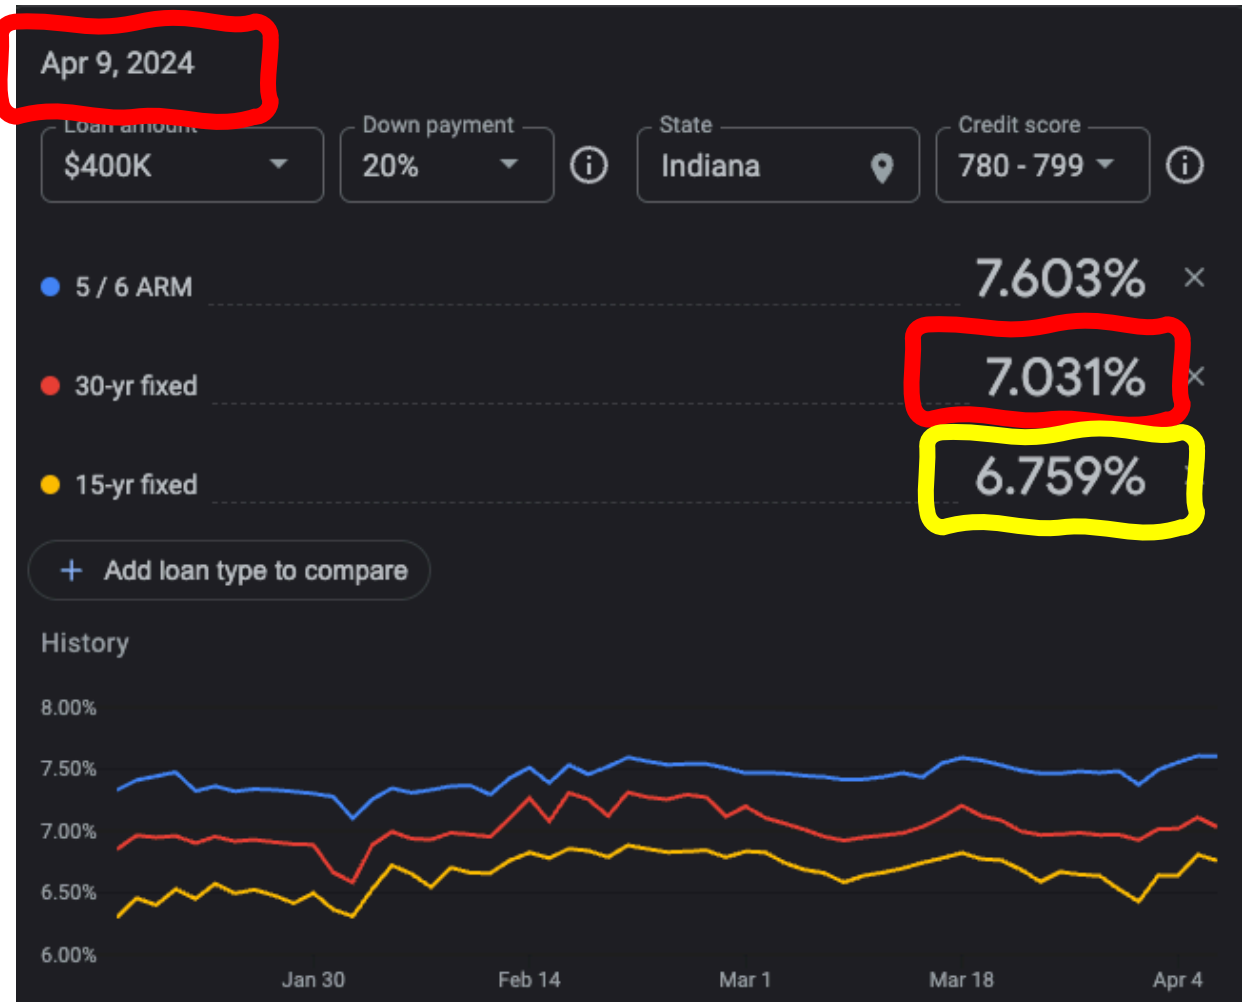 Apr 9, 2024
Loan amount Down payment State Credit score
$400K 20% Indiana 780 - 799
5 / 6 ARM 7.603%
30-yr fixed 7.031%
15-yr fixed 6.759%
+ Add loan type to compare
History
8.00%
7.50%
7.00%
6.50%
6.00%
Jan 30 Feb 14 Mar 1 Mar 18 Apr 4